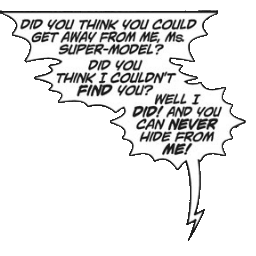 DID YOU THINK YOU COULD
GET AWAY FROM ME, Ms.
SUPER-MODEL?
DID YOU
THINK I COULDN'T
FIND YOU?
WELL I
DID! AND YOU
CAN NEVER
HIDE FROM
ME!